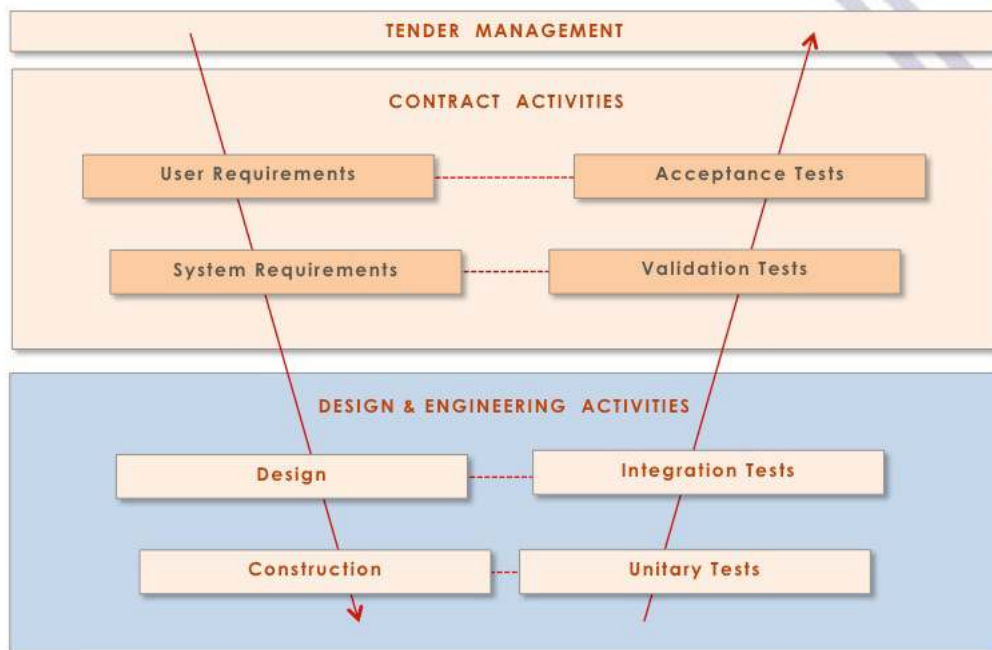 TENDER MANAGEMENT
CONTRACT ACTIVITIES
User Requirements
Acceptance Tests
System Requirements
Validation Tests
DESIGN & ENGINEERING ACTIVITIES
Design
Integration Tests
Construction
Unitary Tests